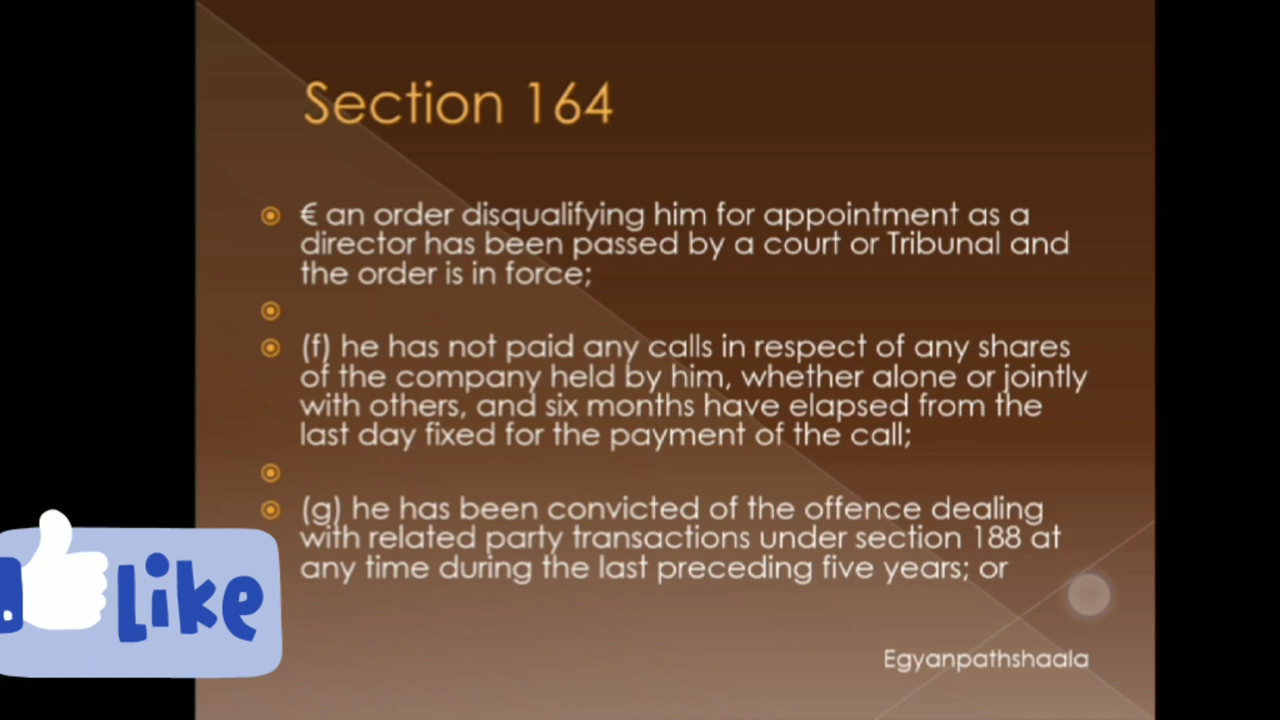 Section 164
€ an order disqualifying him for appointment as a
director has been passed by a court or Tribunal and
the order is in force;
(f) he has not paid any calls in respect of any shares
of the company held by him, whether alone or jointly
with others, and six months have elapsed from the
last day fixed for the payment of the call;
(g) he has been convicted of the offence dealing
with related party transactions under section 188 at
any time during the last preceding five years; or
Like
Egyanpathshaala